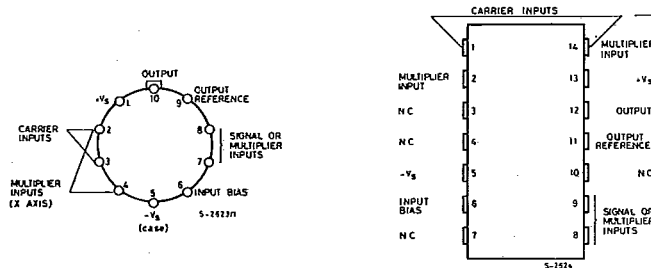 OUTPUT
10
+Vs
1
9
OUTPUT
REFERENCE
CARRIER
INPUTS
2
3
8
7
SIGNAL OR
MULTIPLIER
INPUTS
MULTIPLIER
INPUTS
(X AXIS)
4
5
6
INPUT BIAS
-Vs
(case)
S-2623/1
CARRIER INPUTS
1
14
MULTIPLIER
INPUT
MULTIPLIER
INPUT
2
13
+Vs
NC
3
12
OUTPUT
NC
4
11
OUTPUT
REFERENCE
-Vs
5
10
NC
INPUT
BIAS
6
9
NC
7
8
SIGNAL OR
MULTIPLIER
INPUTS